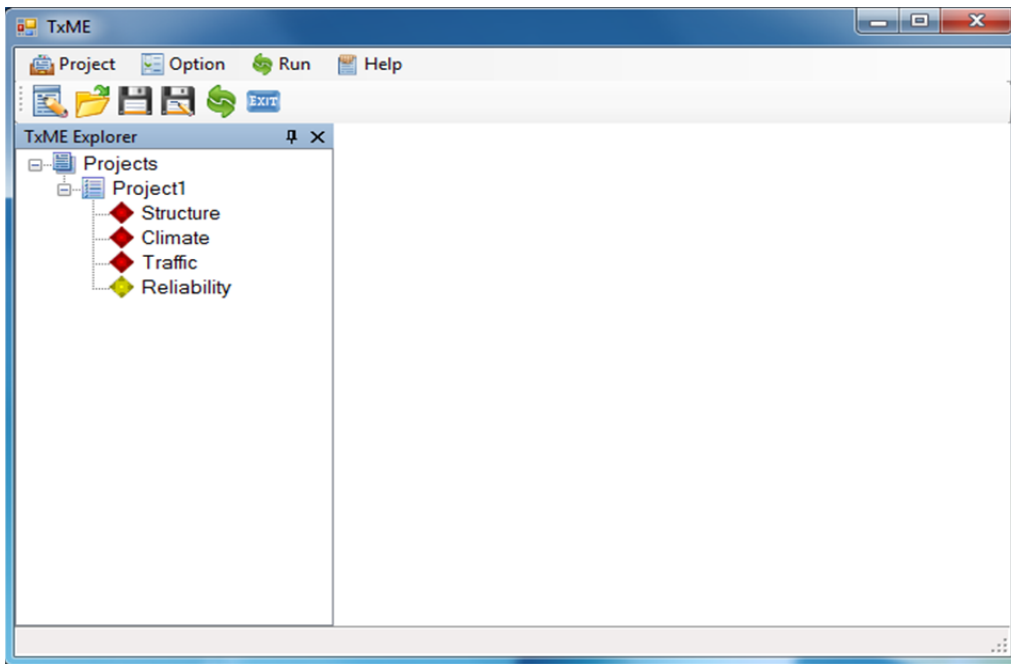 TxME
Project Option Run Help
EXIT
TxME Explorer
Projects
Project1
Structure
Climate
Traffic
Reliability